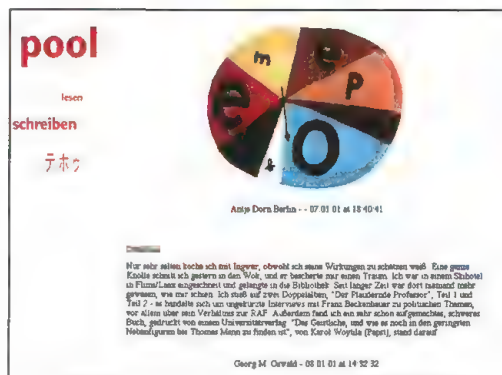 pool
lesen
schreiben
テホウ
m e p O e
Antje Dorn Berlin - - 07 01 01 at 18:40:41
Nur sehr selten koche ich mit Ingwer, obwohl ich seine Wirkungen zu schätzen weiß. Eine ganze
Knolle schnitt ich gestern in den Wok, und er bescherte mir einen Traum. Ich war in einem Skihotel
in Flims/Laax eingeschneit und gelangte in die Bibliothek. Seit langer Zeit war dort niemand mehr
gewesen, wie mir schien. Ich stieß auf zwei Doppelalben, "Der Plaudernde Professor", Teil 1 und
Teil 2 - es handelte sich um ungekürzte Interviews mit Franz Beckenbauer zu politischen Themen,
vor allem über sein Verhältnis zur RAF. Außerdem fand ich ein sehr schön aufgemachtes, schweres
Buch, gedruckt von einem Universitätsverlag: "Das Geistliche, und wie es noch in den geringsten
Nebenfiguren bei Thomas Mann zu finden ist", von Karol Woytila (Papst), stand darauf
Georg M. Oswald - 08 01 01 at 14:32:32